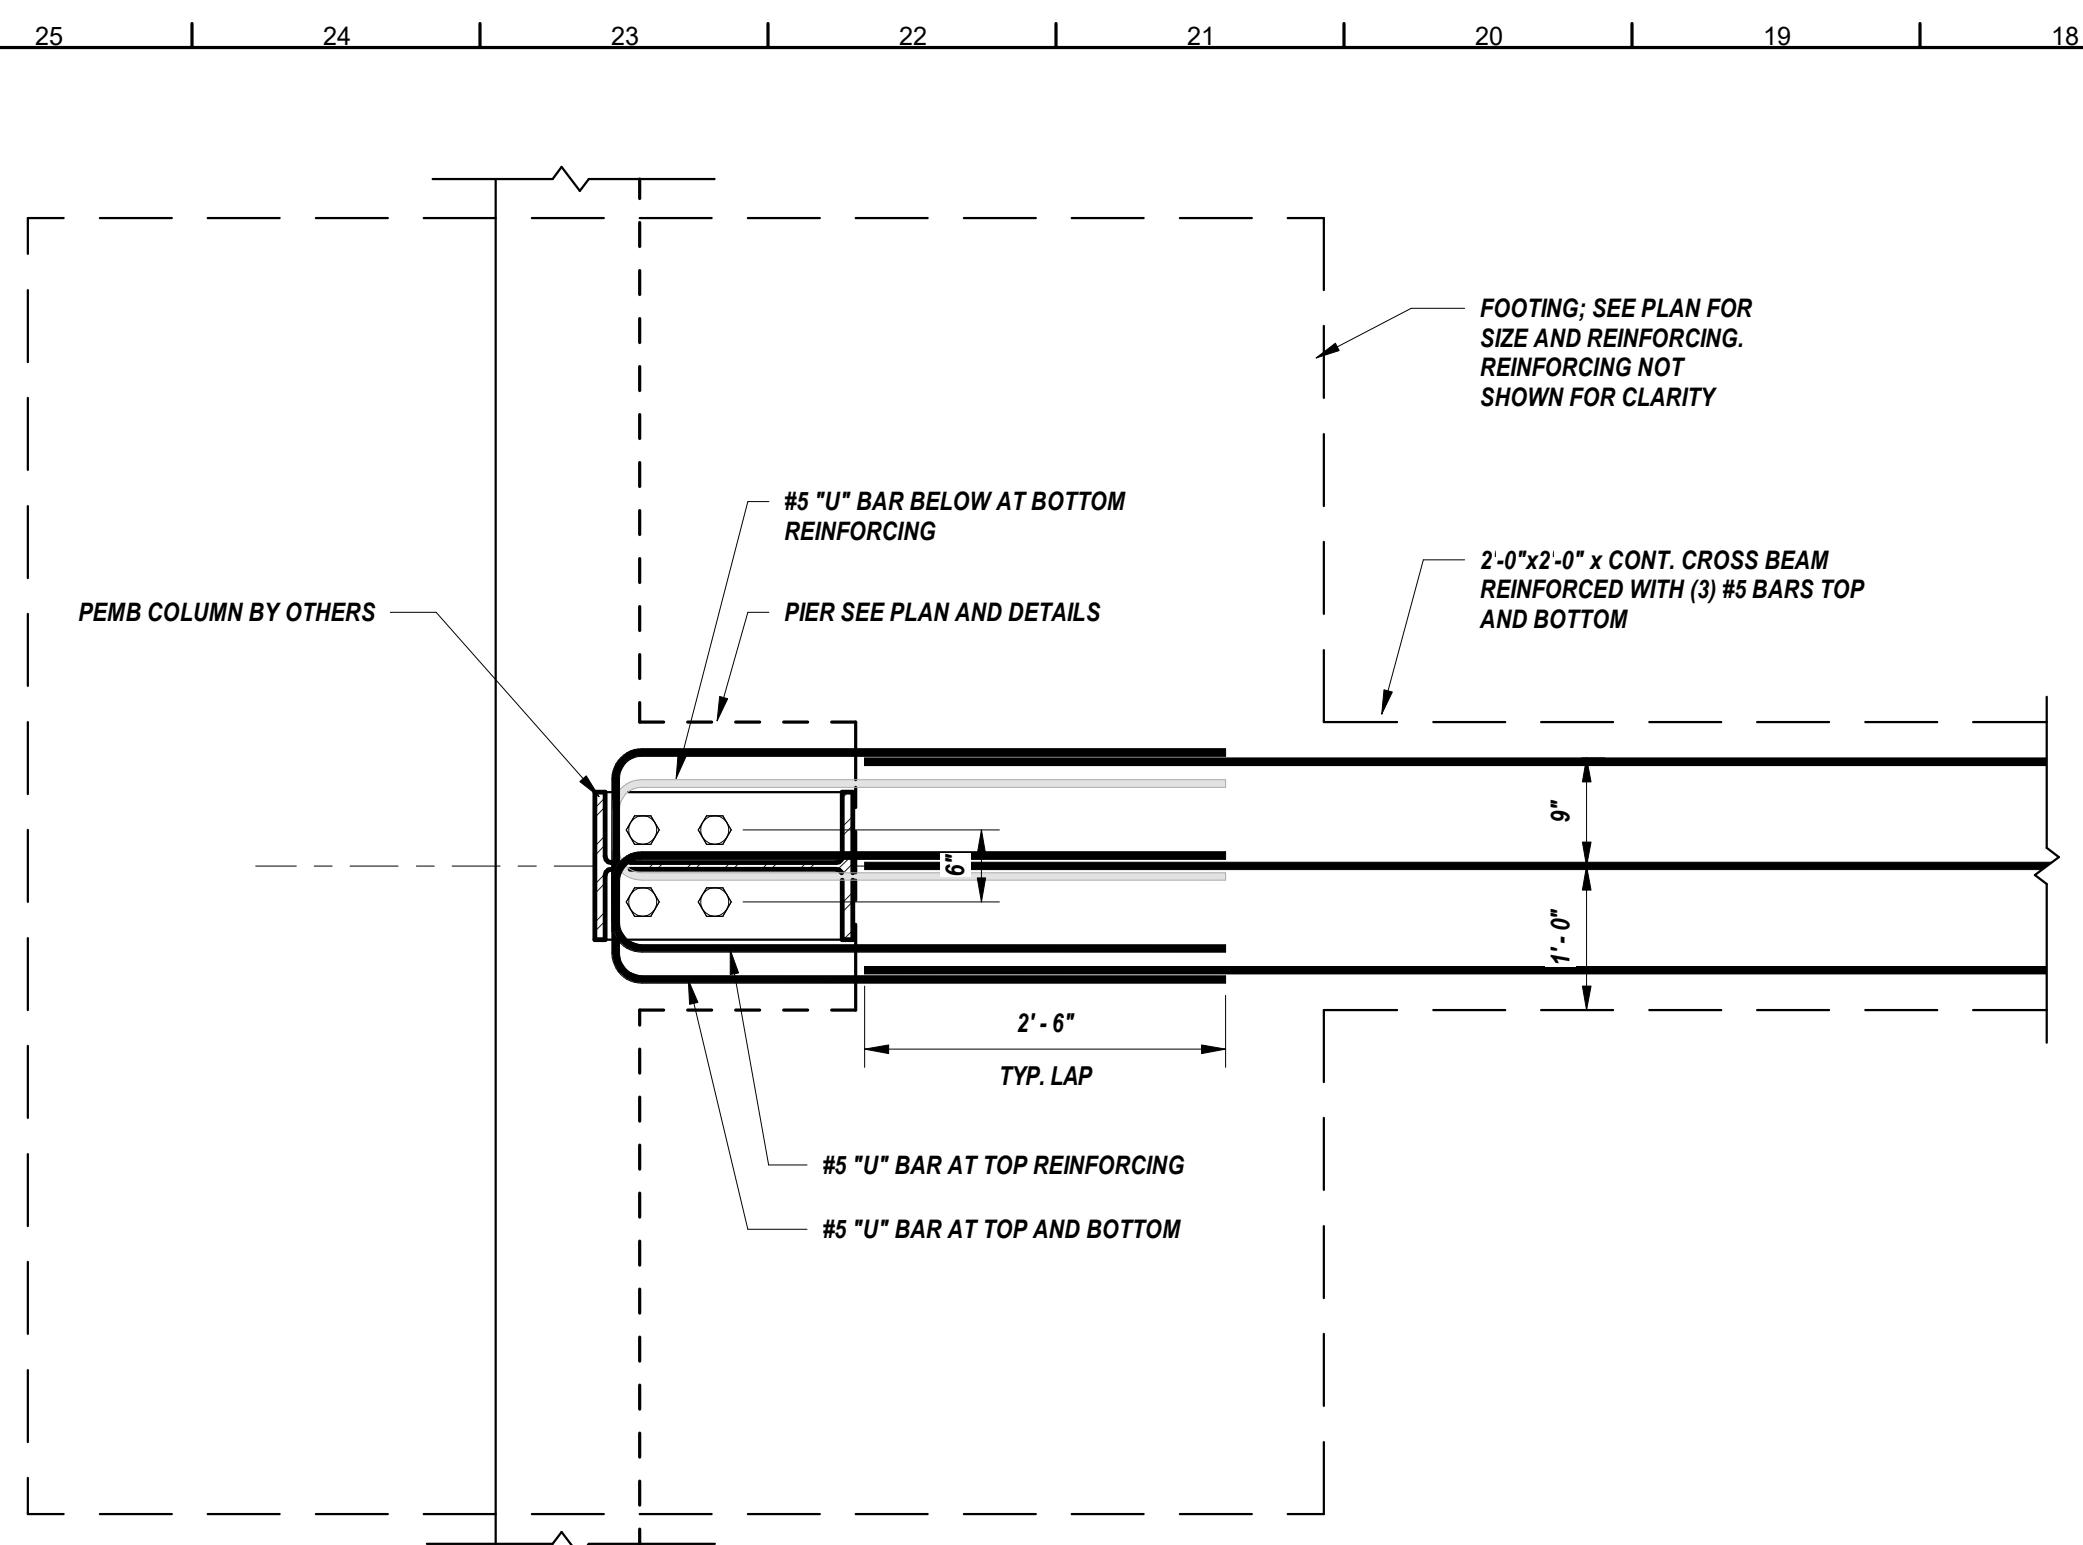 25 24 23 22 21 20 19 18
FOOTING; SEE PLAN FOR
SIZE AND REINFORCING.
REINFORCING NOT
SHOWN FOR CLARITY
#5 "U" BAR BELOW AT BOTTOM
REINFORCING
2'-0"x2'-0" x CONT. CROSS BEAM
REINFORCED WITH (3) #5 BARS TOP
AND BOTTOM
PEMB COLUMN BY OTHERS
PIER SEE PLAN AND DETAILS
9"
6"
1' - 0"
2' - 6"
TYP. LAP
#5 "U" BAR AT TOP REINFORCING
#5 "U" BAR AT TOP AND BOTTOM